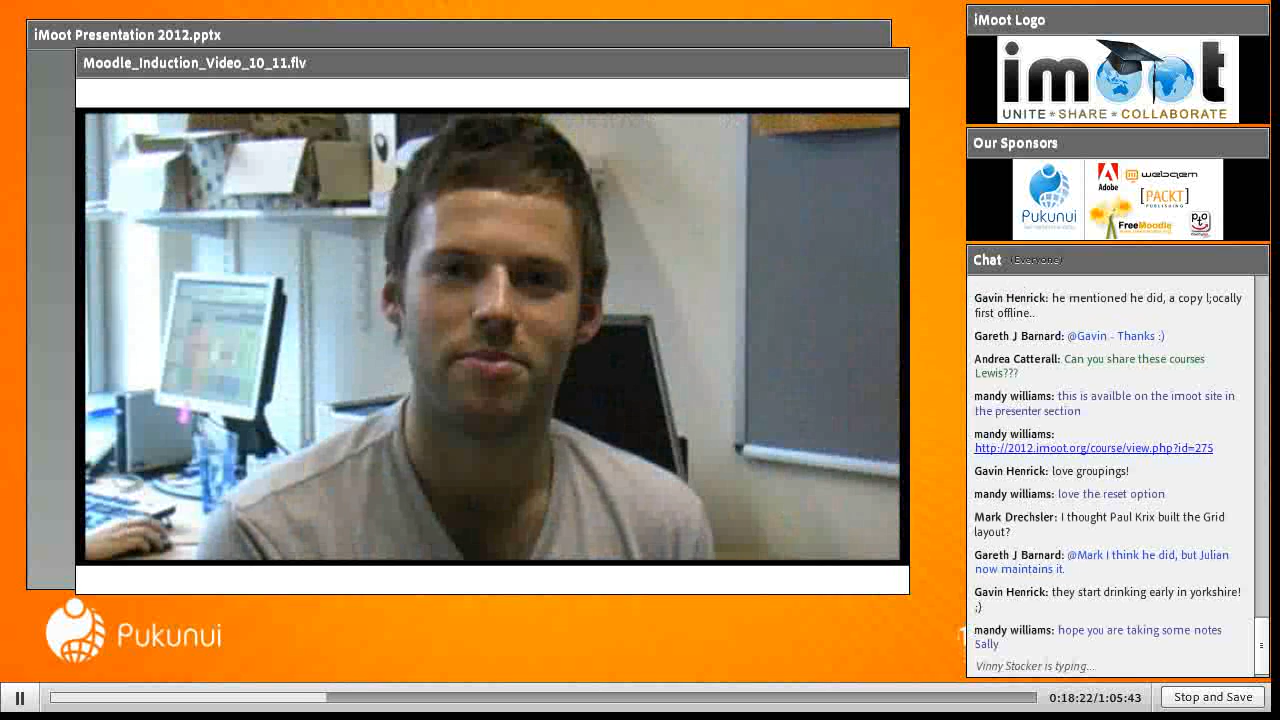 iMoot Presentation 2012.pptx
Moodle_Induction_Video_10_11.flv
Pukunui
0:18:22/1:05:43
Stop and Save
iMoot Logo
imoot
UNITE * SHARE * COLLABORATE
Our Sponsors
Pukunui
Adobe
webqem
[PACKT]
PUBLISHING
FreeMoodle
Chat (Everyone)
Gavin Henrick: he mentioned he did, a copy l;ocally
first offline..
Gareth J Barnard: @Gavin - Thanks :)
Andrea Catterall: Can you share these courses
Lewis???
mandy williams: this is availble on the imoot site in
the presenter section
mandy williams:
http://2012.imoot.org/course/view.php?id=275
Gavin Henrick: love groupings!
mandy williams: love the reset option
Mark Drechsler: I thought Paul Krix built the Grid
layout?
Gareth J Barnard: @Mark I think he did, but Julian
now maintains it.
Gavin Henrick: they start drinking early in yorkshire!
;)
mandy williams: hope you are taking some notes
Sally
Vinny Stocker is typing...